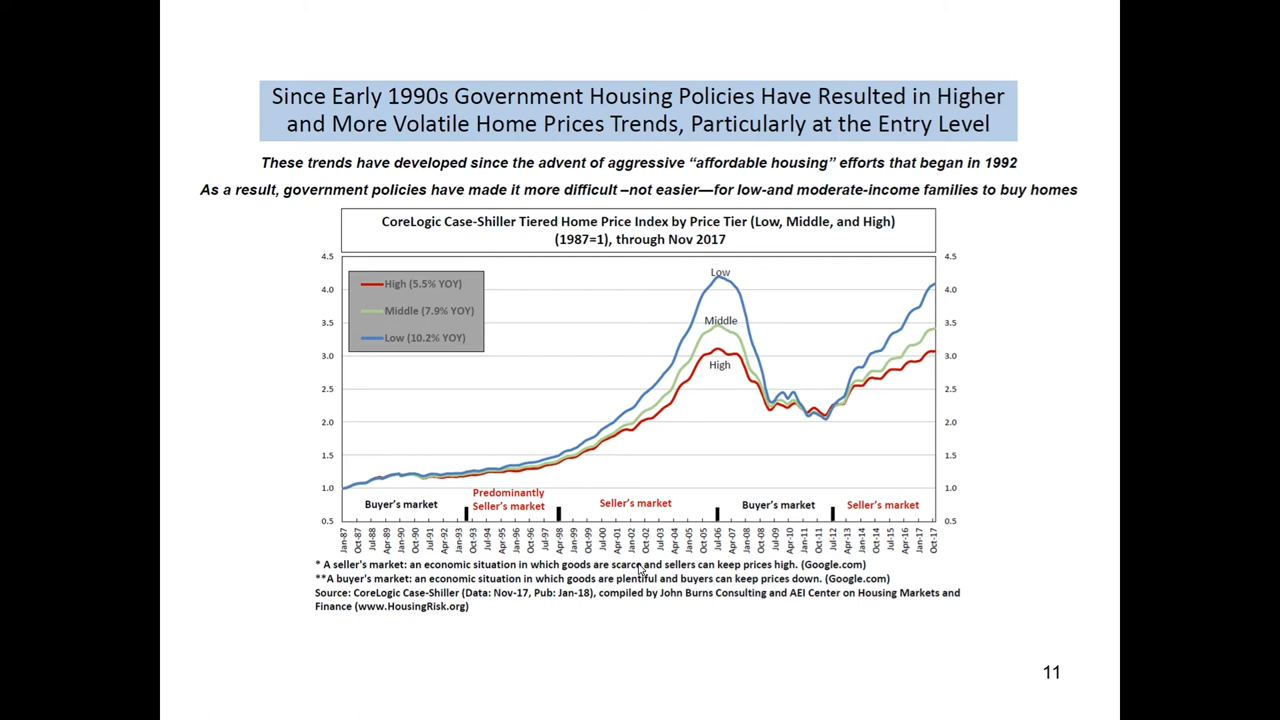 Since Early 1990s Government Housing Policies Have Resulted in Higher
and More Volatile Home Prices Trends, Particularly at the Entry Level
These trends have developed since the advent of aggressive “affordable housing” efforts that began in 1992
As a result, government policies have made it more difficult –not easier—for low-and moderate-income families to buy homes
CoreLogic Case-Shiller Tiered Home Price Index by Price Tier (Low, Middle, and High)
(1987=1), through Nov 2017
4.5 4.5
4.0 4.0
3.5 3.5
3.0 3.0
2.5 2.5
2.0 2.0
1.5 1.5
1.0 1.0
0.5 0.5
High (5.5% YOY)
Middle (7.9% YOY)
Low (10.2% YOY)
Low
Middle
High
Buyer's market
Predominantly
Seller's market
Seller's market
Buyer's market
Seller's market
Jan-87
Oct-87
Jul-88
Apr-89
Jan-90
Oct-90
Jul-91
Apr-92
Jan-93
Oct-93
Jul-94
Apr-95
Jan-96
Oct-96
Jul-97
Apr-98
Jan-99
Oct-99
Jul-00
Apr-01
Jan-02
Oct-02
Jul-03
Apr-04
Jan-05
Oct-05
Jul-06
Apr-07
Jan-08
Oct-08
Jul-09
Apr-10
Jan-11
Oct-11
Jul-12
Apr-13
Jan-14
Oct-14
Jul-15
Apr-16
Jan-17
Oct-17
* A seller's market: an economic situation in which goods are scarce and sellers can keep prices high. (Google.com)
**A buyer's market: an economic situation in which goods are plentiful and buyers can keep prices down. (Google.com)
Source: CoreLogic Case-Shiller (Data: Nov-17, Pub: Jan-18), compiled by John Burns Consulting and AEI Center on Housing Markets and
Finance (www.HousingRisk.org)
11